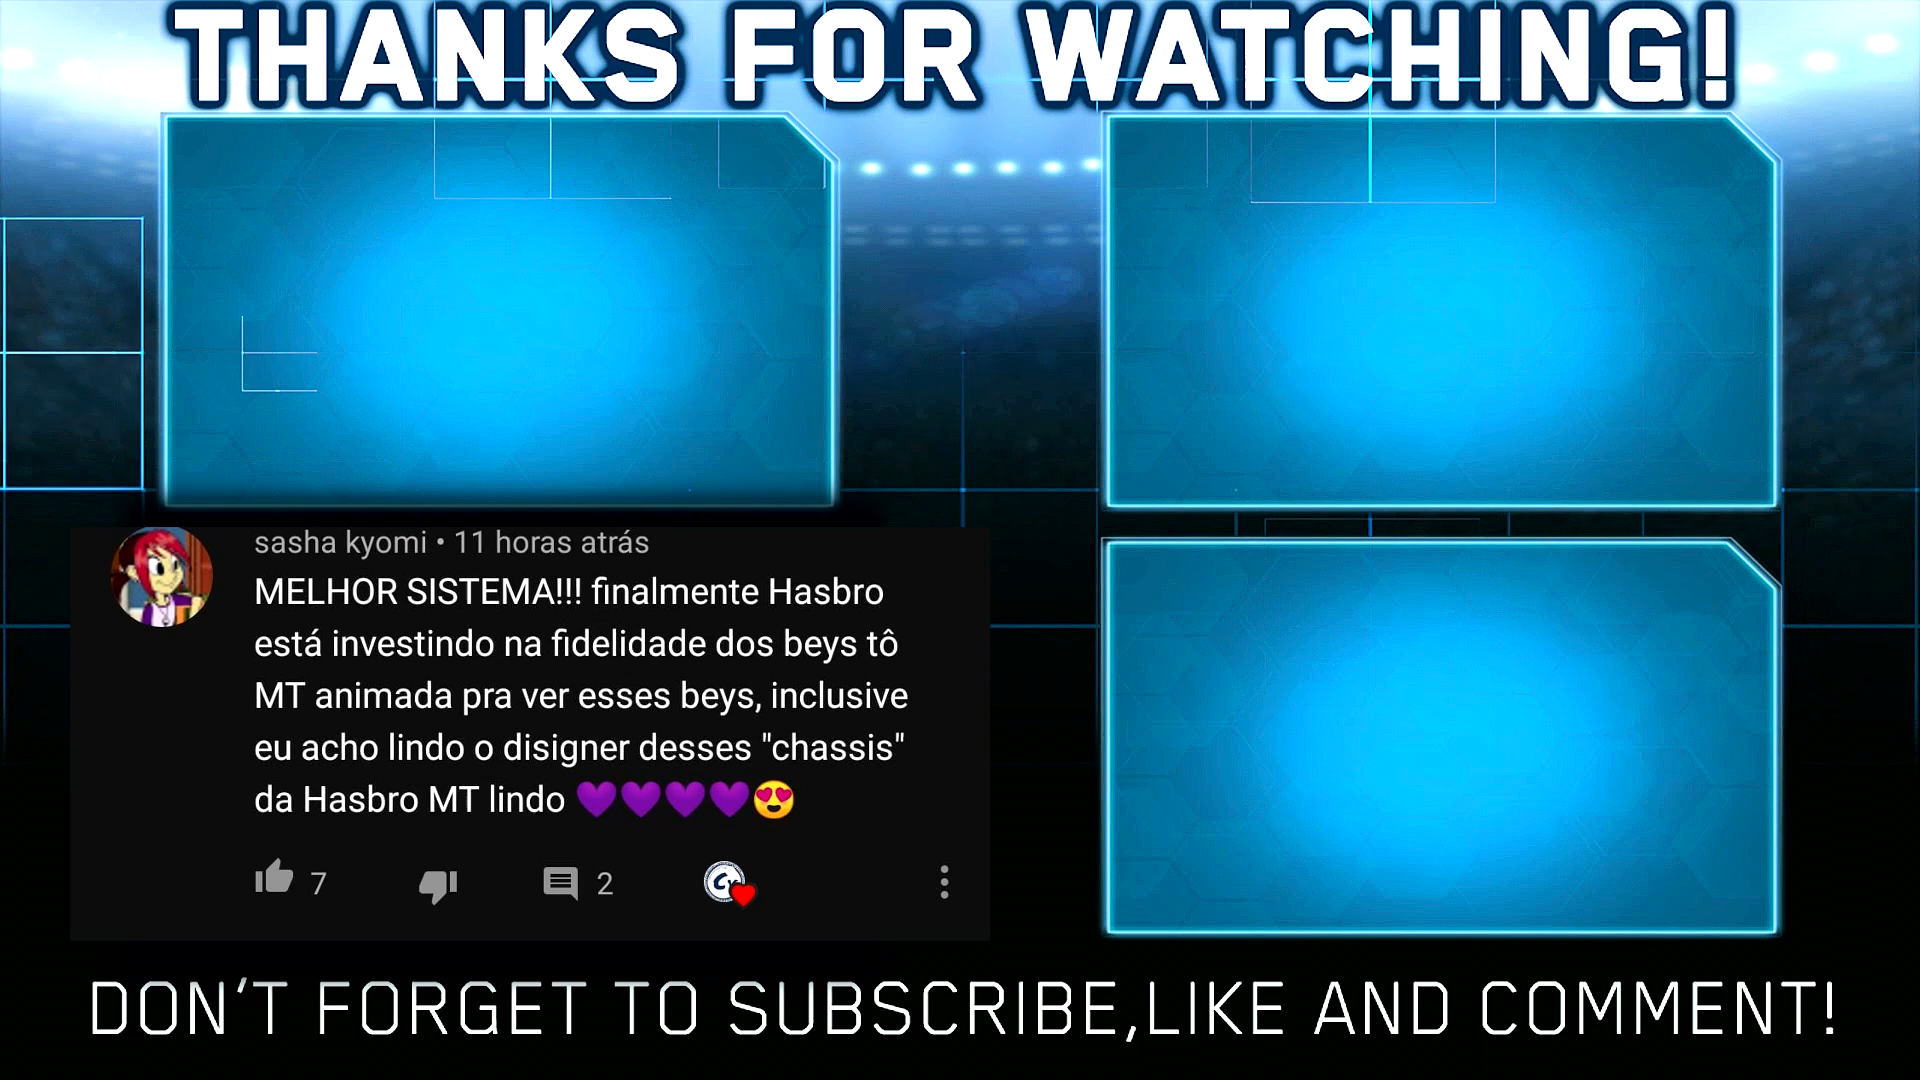 THANKS FOR WATCHING!
sasha kyomi • 11 horas atrás
MELHOR SISTEMA!!! finalmente Hasbro
está investindo na fidelidade dos beys tô
MT animada pra ver esses beys, inclusive
eu acho lindo o disigner desses "chassis"
da Hasbro MT lindo 💜💜💜💜😍
7
2
DON'T FORGET TO SUBSCRIBE,LIKE AND COMMENT!